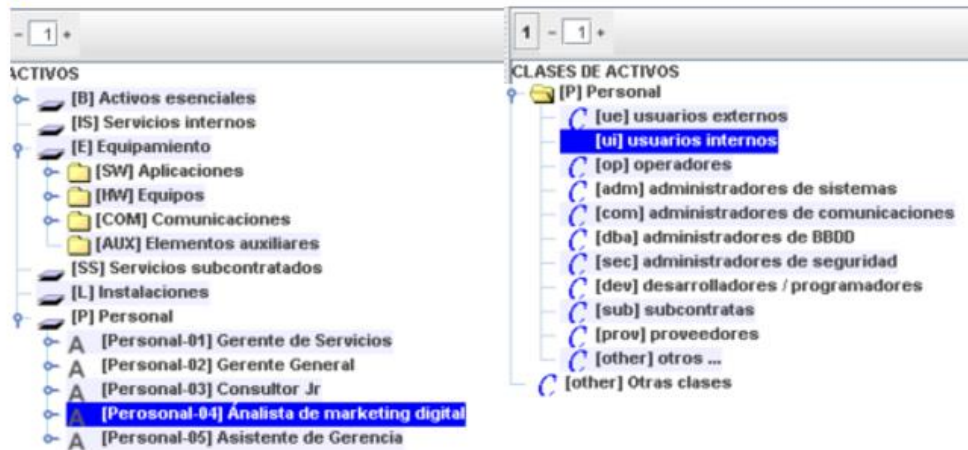 - 1 +
ACTIVOS
[B] Activos esenciales
[IS] Servicios internos
[E] Equipamiento
[SW] Aplicaciones
[HW] Equipos
[COM] Comunicaciones
[AUX] Elementos auxiliares
[SS] Servicios subcontratados
[L] Instalaciones
[P] Personal
A [Personal-01] Gerente de Servicios
A [Personal-02] Gerente General
A [Personal-03] Consultor Jr
A [Perosonal-04] Ánalista de marketing digital
A [Personal-05] Asistente de Gerencia
1 - 1 +
CLASES DE ACTIVOS
[P] Personal
C [ue] usuarios externos
[ui] usuarios internos
C [op] operadores
C [adm] administradores de sistemas
C [com] administradores de comunicaciones
C [dba] administradores de BBDD
C [sec] administradores de seguridad
C [dev] desarrolladores / programadores
C [sub] subcontratas
C [prov] proveedores
C [other] otros ...
C [other] Otras clases